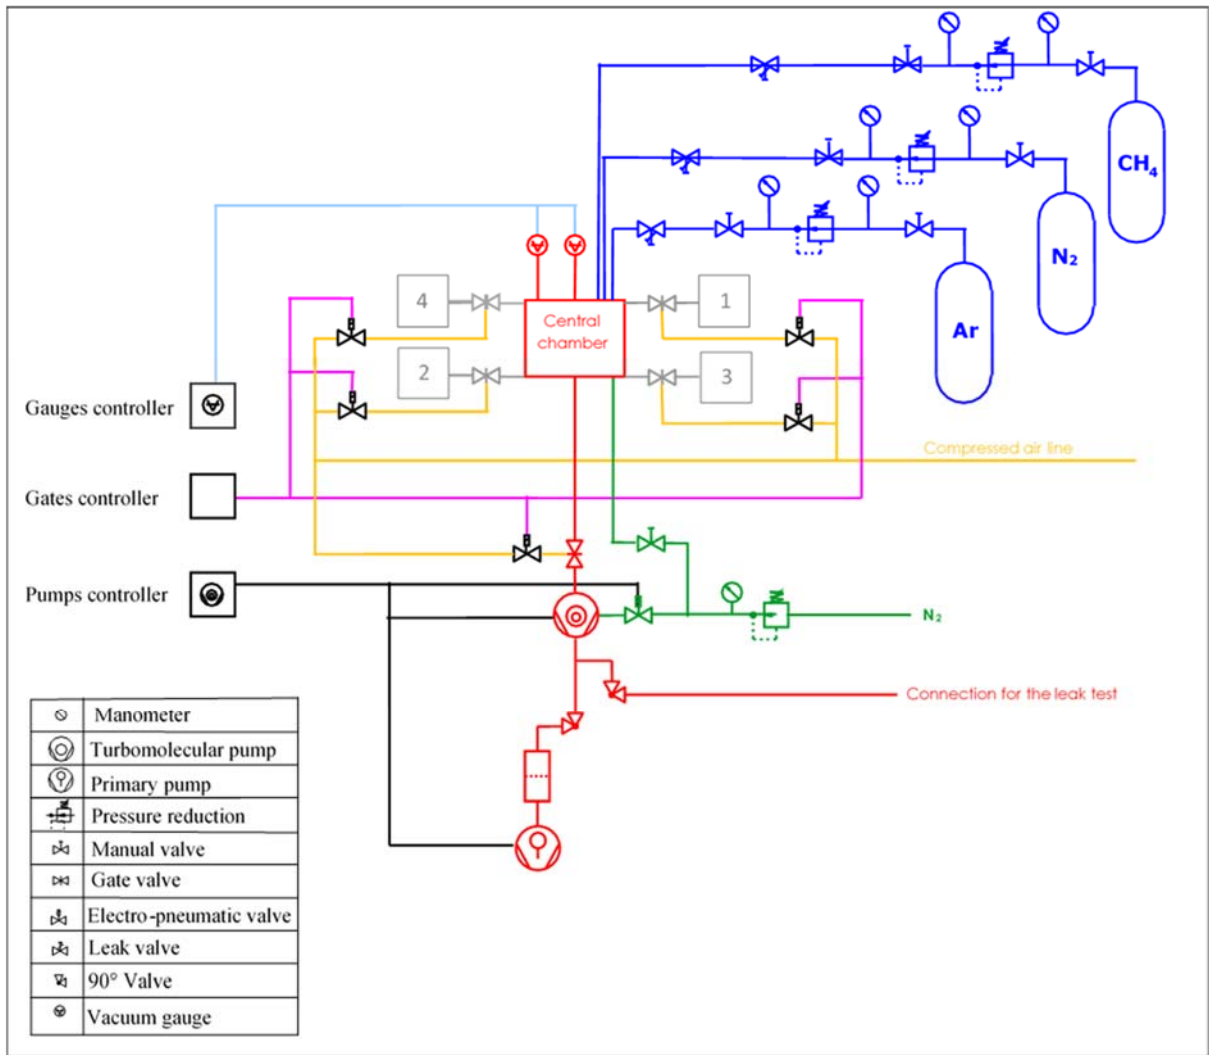 CH₄
N₂
Ar
4
1
Central
chamber
2
3
Gauges controller
Compressed air line
Gates controller
Pumps controller
N₂
Connection for the leak test
Manometer
Turbomolecular pump
Primary pump
Pressure reduction
Manual valve
Gate valve
Electro-pneumatic valve
Leak valve
90° Valve
Vacuum gauge